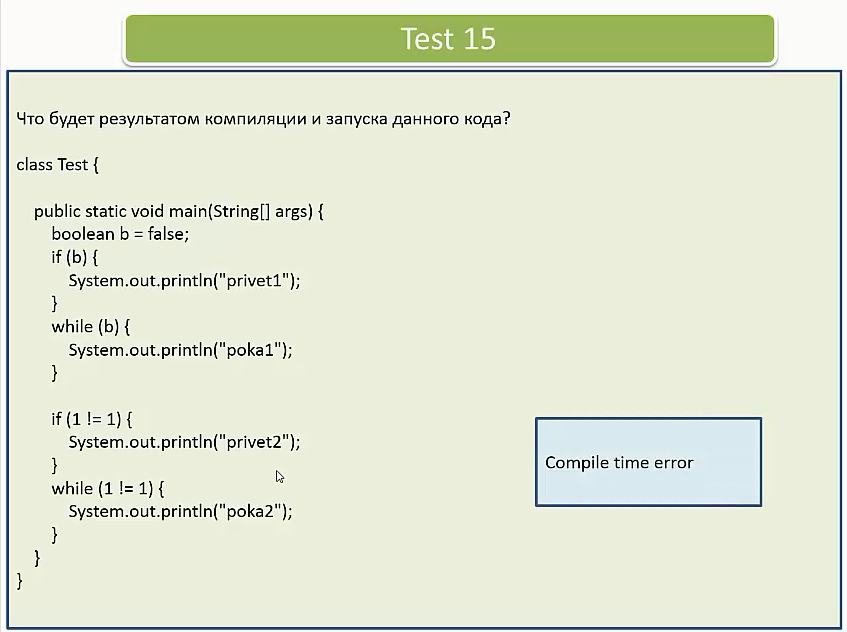 Test 15
Что будет результатом компиляции и запуска данного кода?
class Test {
public static void main(String[] args) {
boolean b = false;
if (b) {
System.out.println("privet1");
}
while (b) {
System.out.println("poka1");
}
if (1 != 1) {
System.out.println("privet2");
}
while (1 != 1) {
System.out.println("poka2");
}
}
}
Compile time error